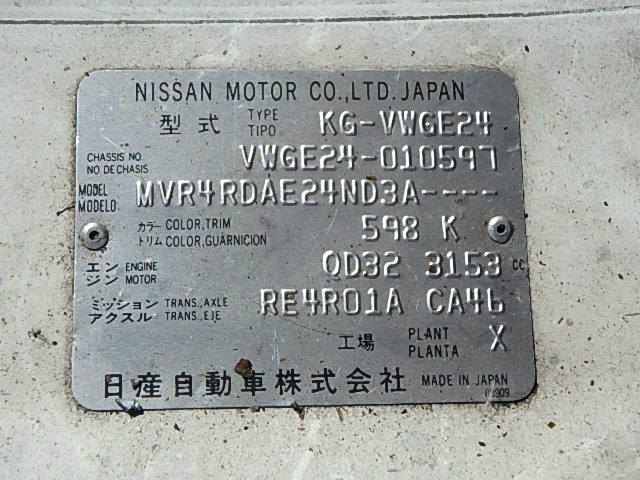 NISSAN MOTOR CO.,LTD. JAPAN
型式 TYPE TIPO KG-VWGE24
CHASSIS NO. NO DE CHASIS VWGE24-010597
MODEL MODELO MVR4RDAE24ND3A----
カラー COLOR,TRIM
トリム COLOR,GUARNICION 598 K
エン ENGINE
ジン MOTOR QD32 3153 CC
ミッション TRANS.,AXLE
アクスル TRANS.,EJE RE4R01A CA46
工場 PLANT PLANTA X
日産自動車株式会社 MADE IN JAPAN